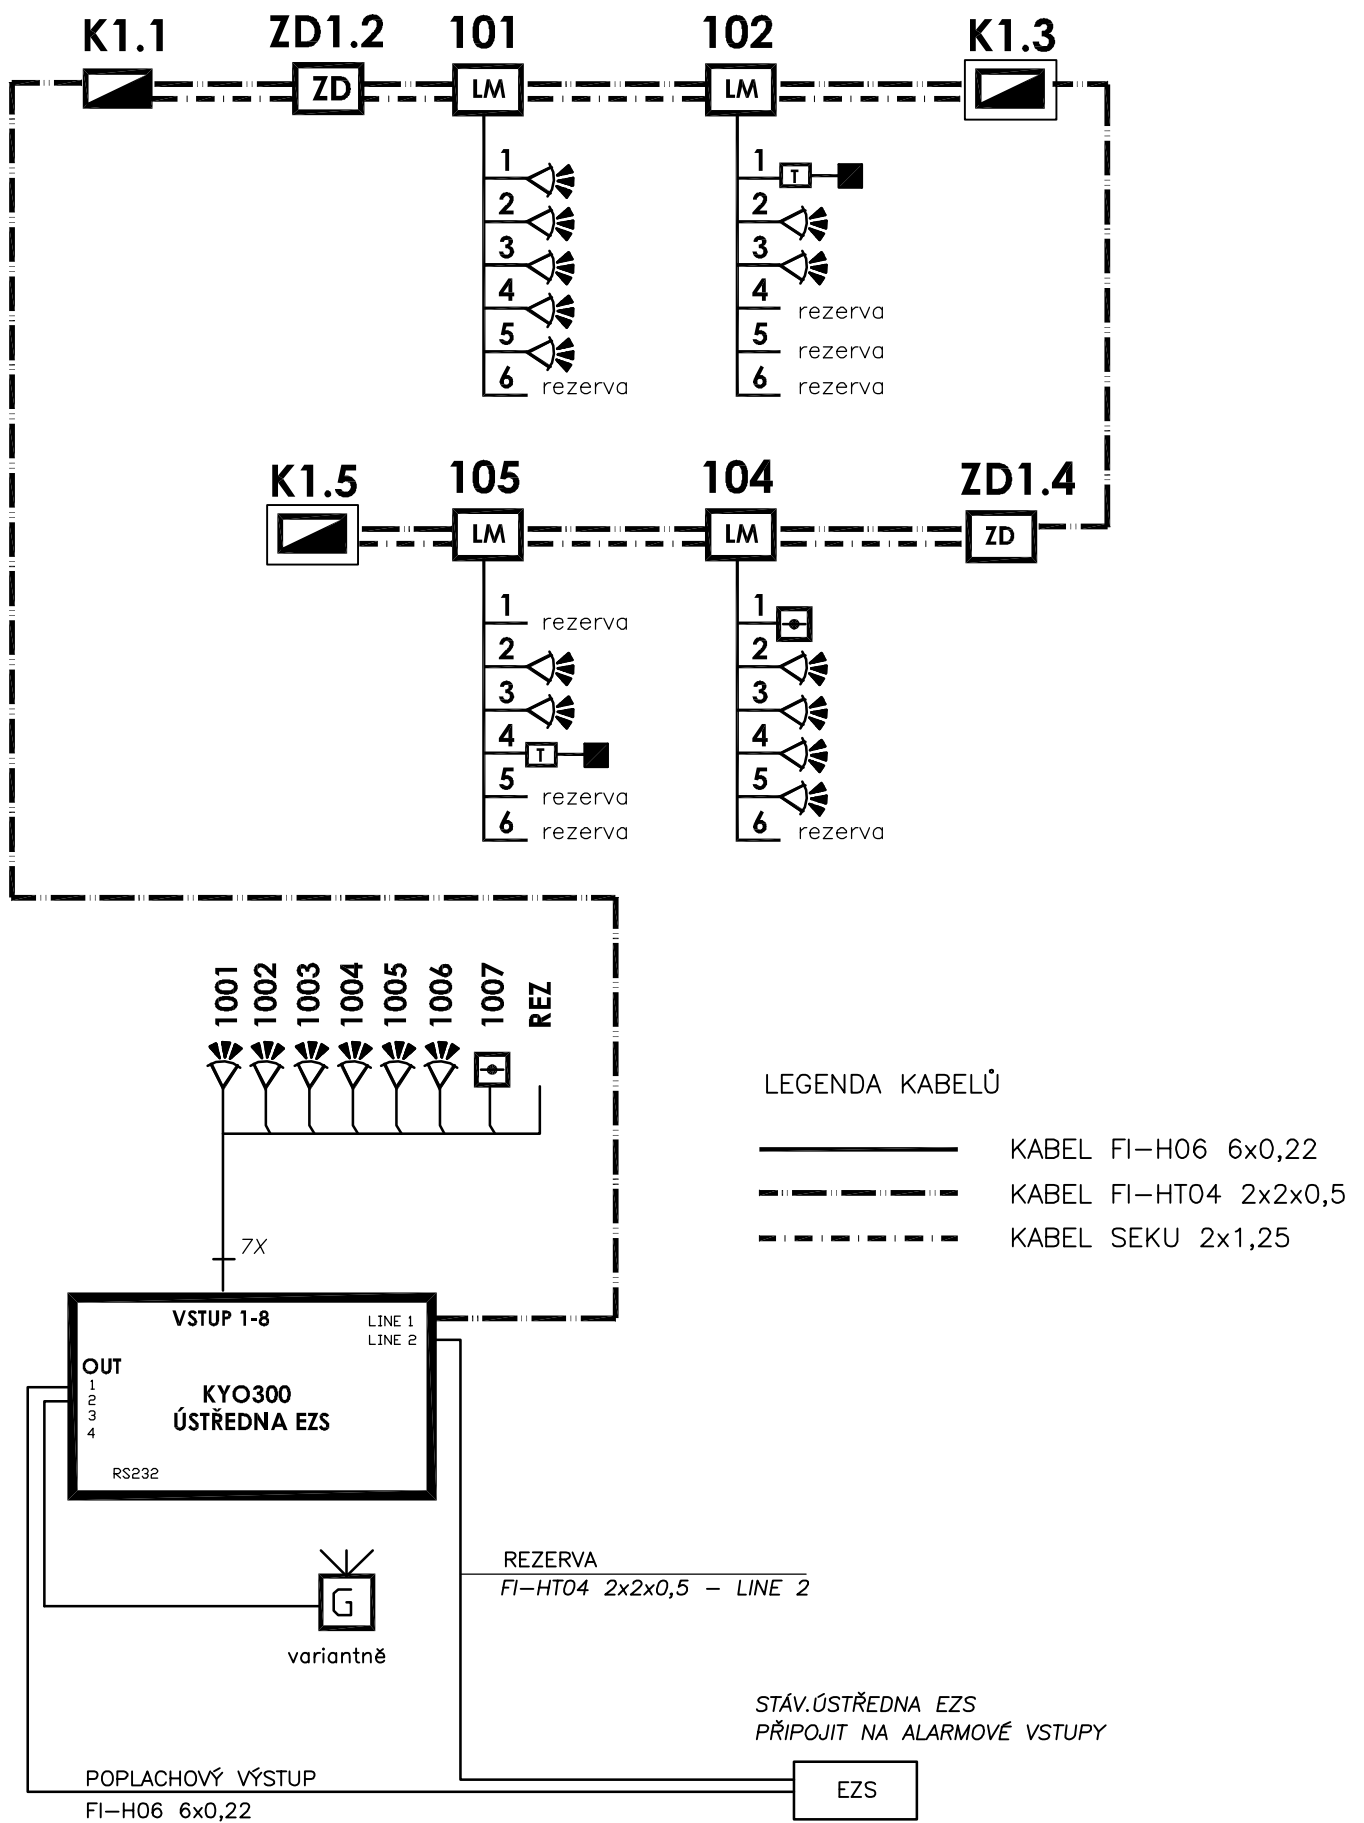 K1.1 ZD1.2 101 102 K1.3
ZD LM LM
1
2
3
4
5
6 rezerva
1 T
2
3
4 rezerva
5 rezerva
6 rezerva
K1.5 105 104 ZD1.4
LM LM ZD
1 rezerva
2
3
4 T
5 rezerva
6 rezerva
1
2
3
4
5
6 rezerva
1001
1002
1003
1004
1005
1006
1007
REZ
LEGENDA KABELŮ
KABEL FI-H06 6x0,22
KABEL FI-HT04 2x2x0,5
KABEL SEKU 2x1,25
7X
VSTUP 1-8
LINE 1
LINE 2
OUT
1
2
3
4
KYO300
ÚSTŘEDNA EZS
RS232
G
variantně
REZERVA
FI-HT04 2x2x0,5 - LINE 2
STÁV.ÚSTŘEDNA EZS
PŘIPOJIT NA ALARMOVÉ VSTUPY
EZS
POPLACHOVÝ VÝSTUP
FI-H06 6x0,22